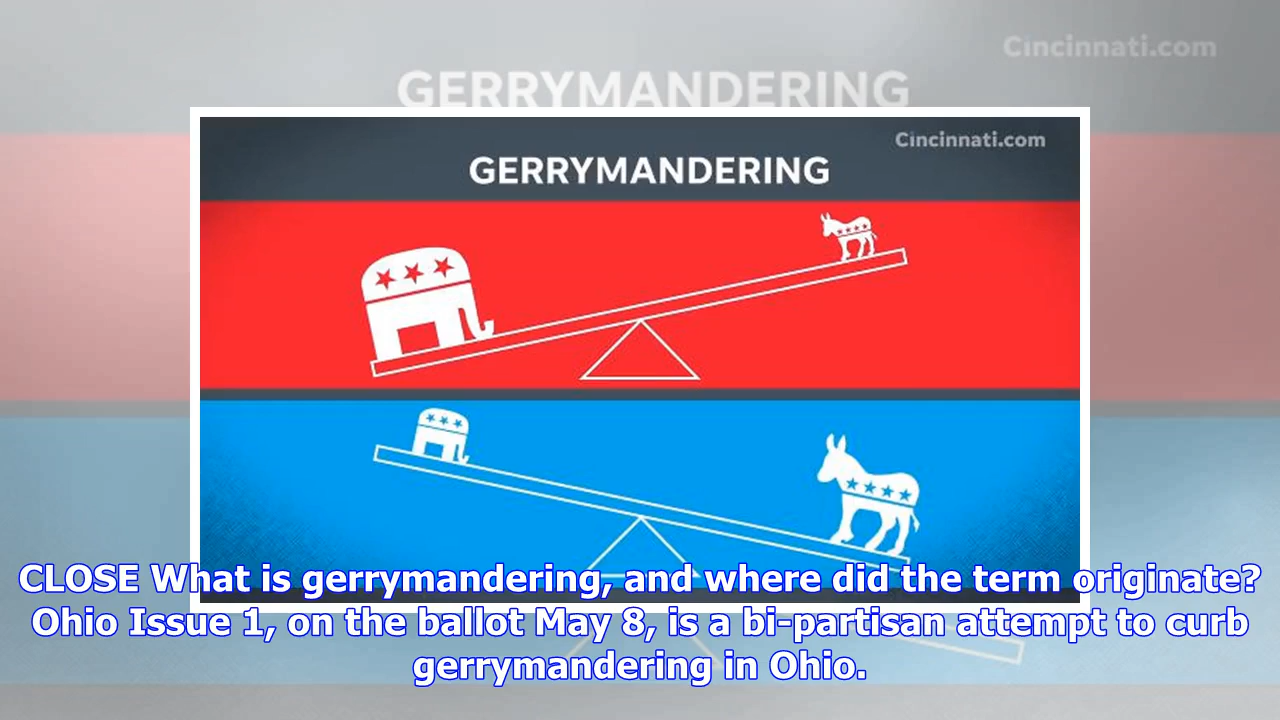 Cincinnati.com
GERRYMANDERING
Cincinnati.com
GERRYMANDERING
CLOSE What is gerrymandering, and where did the term originate?
Ohio Issue 1, on the ballot May 8, is a bi-partisan attempt to curb
gerrymandering in Ohio.